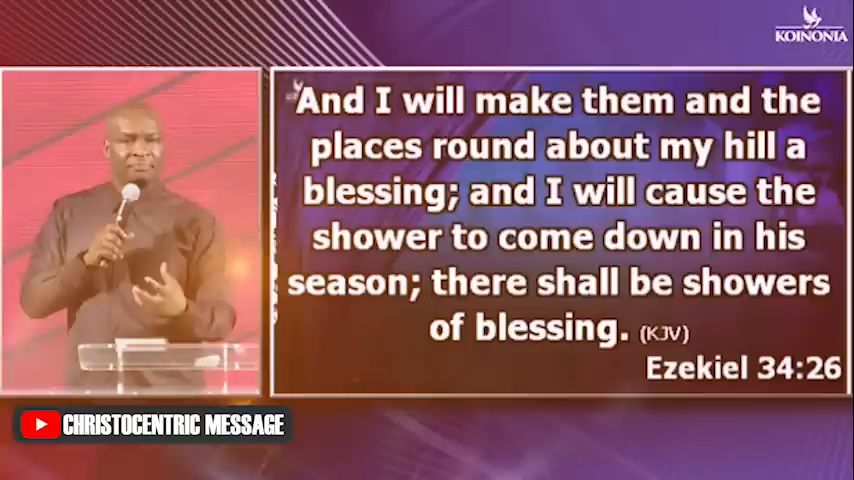 KOINONIA
And I will make them and the
places round about my hill a
blessing; and I will cause the
shower to come down in his
season; there shall be showers
of blessing. (KJV)
Ezekiel 34:26
CHRISTOCENTRIC MESSAGE